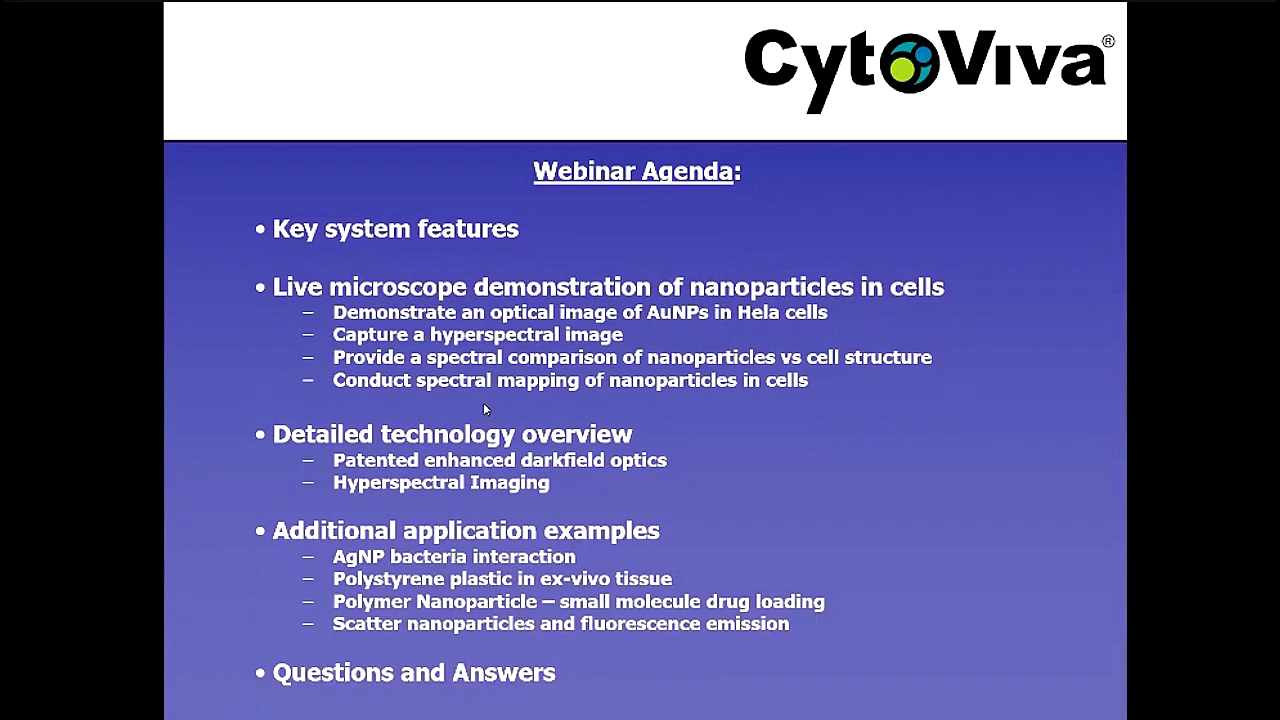 CytoViva®
Webinar Agenda:
• Key system features
• Live microscope demonstration of nanoparticles in cells
– Demonstrate an optical image of AuNPs in Hela cells
– Capture a hyperspectral image
– Provide a spectral comparison of nanoparticles vs cell structure
– Conduct spectral mapping of nanoparticles in cells
• Detailed technology overview
– Patented enhanced darkfield optics
– Hyperspectral Imaging
• Additional application examples
– AgNP bacteria interaction
– Polystyrene plastic in ex-vivo tissue
– Polymer Nanoparticle – small molecule drug loading
– Scatter nanoparticles and fluorescence emission
• Questions and Answers